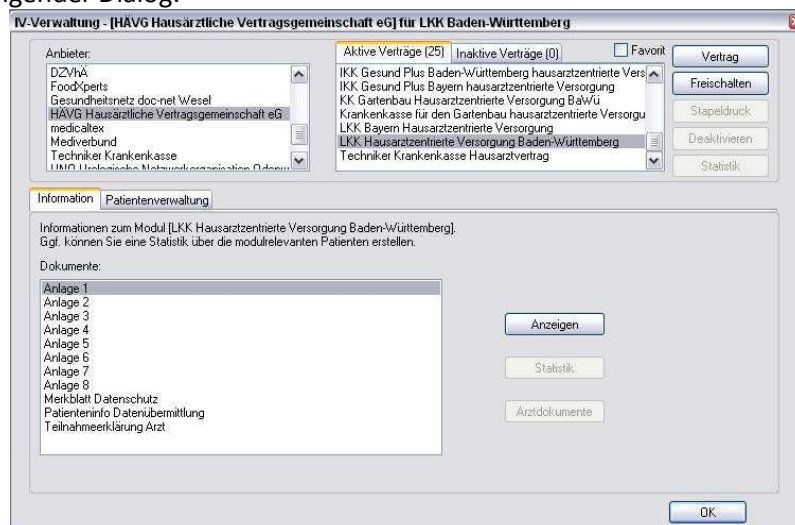 gender Dialog:
IV-Verwaltung - [HÄVG Hausärztliche Vertragsgemeinschaft eG] für LKK Baden-Württemberg
Anbieter:
DZVhÄ
FoodXperts
Gesundheitsnetz doc-net Wesel
HÄVG Hausärztliche Vertragsgemeinschaft eG
medicaltex
Mediverbund
Techniker Krankenkasse
UNO Urologische Netzwerkorganisation Odenw
Aktive Verträge (25)
Inaktive Verträge (0)
Favorit
IKK Gesund Plus Baden-Württemberg hausarztzentrierte Vers
IKK Gesund Plus Bayern hausarztzentrierte Versorgung
KK Gartenbau Hausarztzentrierte Versorgung BaWü
Krankenkasse für den Gartenbau hausarztzentrierte Versorgu
LKK Bayern Hausarztzentrierte Versorgung
LKK Hausarztzentrierte Versorgung Baden-Württemberg
Techniker Krankenkasse Hausarztvertrag
Vertrag
Freischalten
Stapeldruck
Deaktivieren
Statistik
Information
Patientenverwaltung
Informationen zum Modul [LKK Hausarztzentrierte Versorgung Baden-Württemberg].
Ggf. können Sie eine Statistik über die modulrelevanten Patienten erstellen.
Dokumente:
Anlage 1
Anlage 2
Anlage 3
Anlage 4
Anlage 5
Anlage 6
Anlage 7
Anlage 8
Merkblatt Datenschutz
Patienteninfo Datenübermittlung
Teilnahmeerklärung Arzt
Anzeigen
Statistik
Arztdokumente
OK